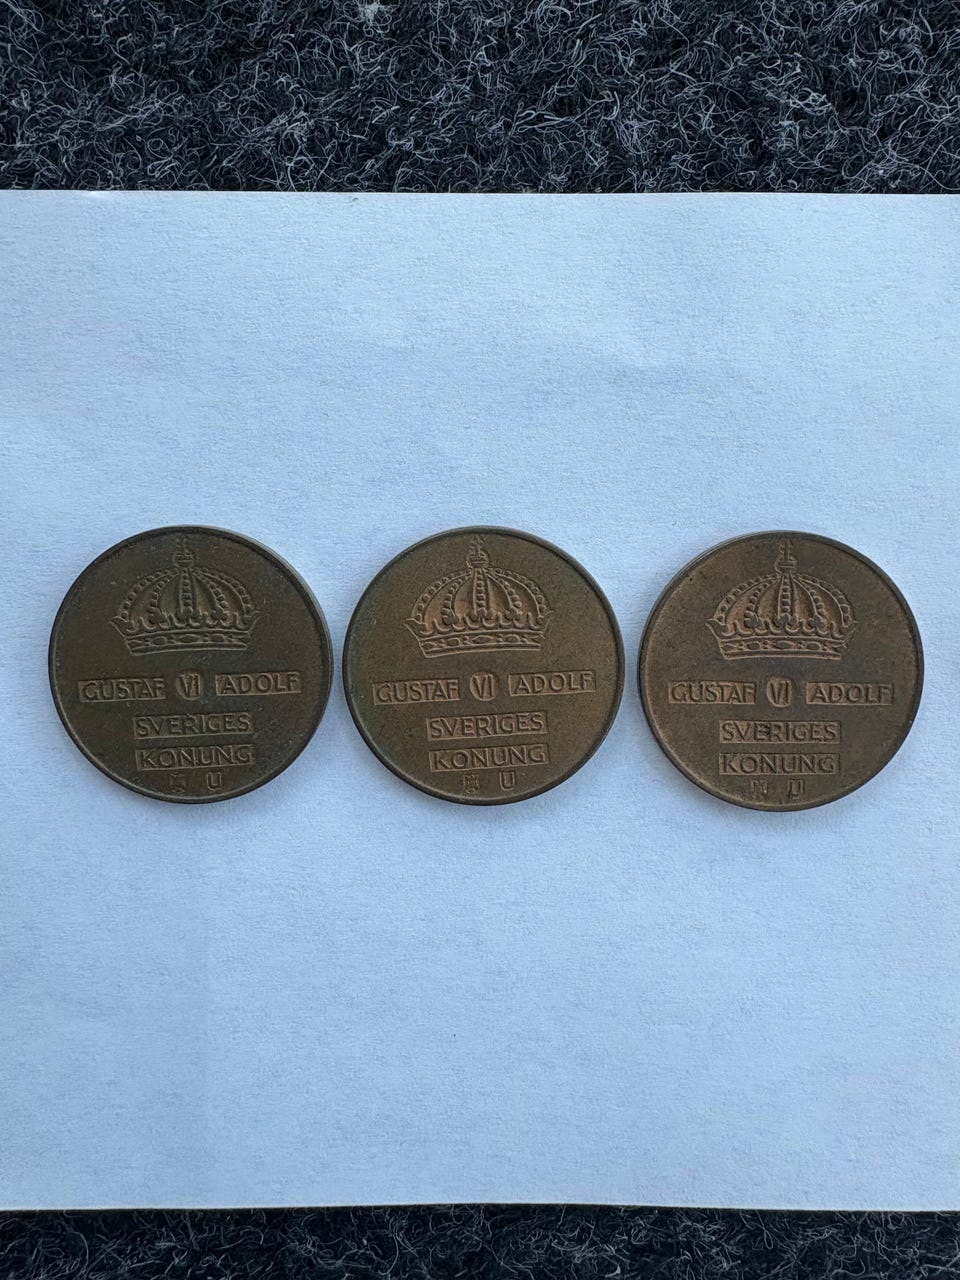 GUSTAF VI ADOLF
SVERIGES
KONUNG
U
GUSTAF VI ADOLF
SVERIGES
KONUNG
U
GUSTAF VI ADOLF
SVERIGES
KONUNG
U